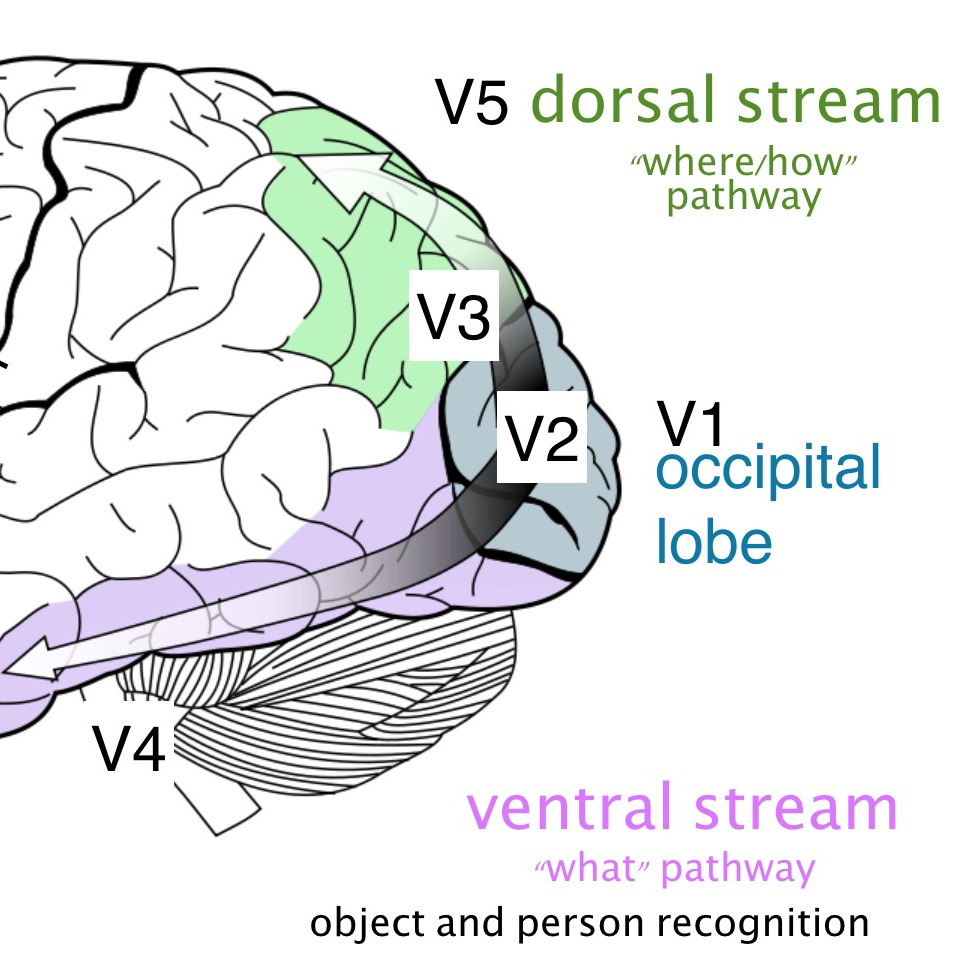 V5 dorsal stream
“where/how”
pathway
V3
V2
V1
occipital
lobe
V4
ventral stream
“what” pathway
object and person recognition